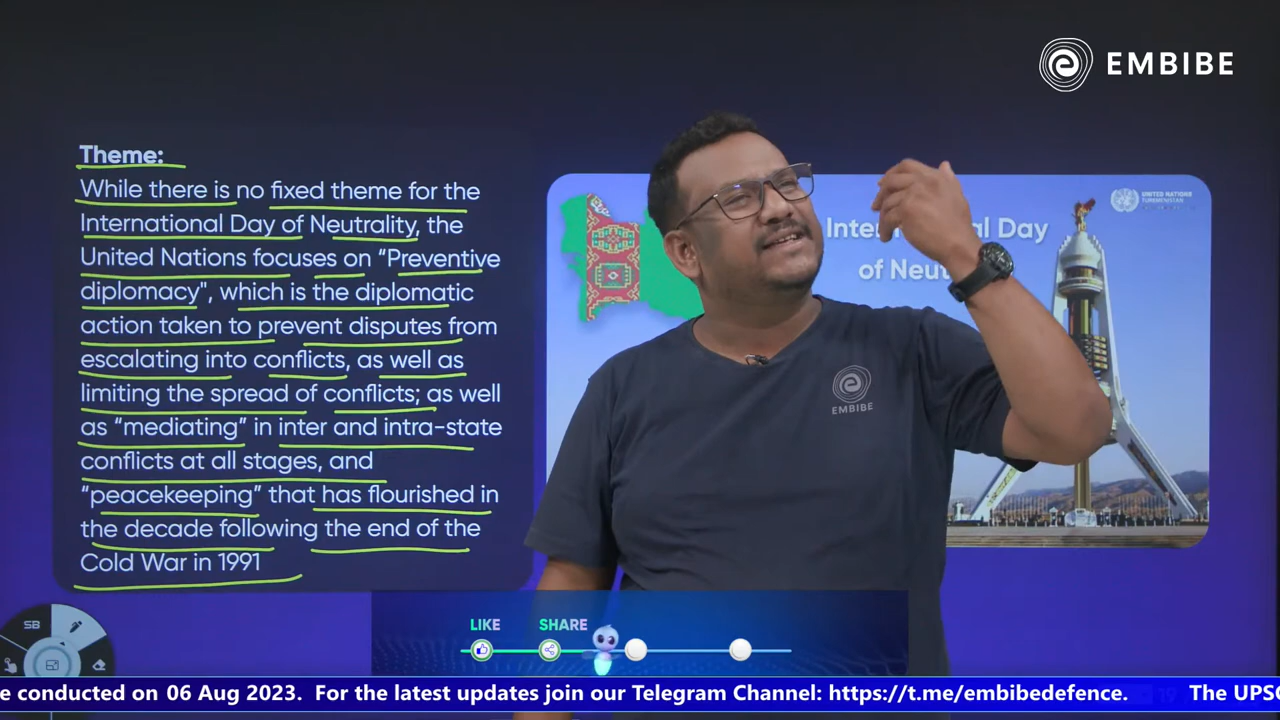 EMBIBE
Theme:
While there is no fixed theme for the
International Day of Neutrality, the
United Nations focuses on “Preventive
diplomacy", which is the diplomatic
action taken to prevent disputes from
escalating into conflicts, as well as
limiting the spread of conflicts; as well
as “mediating” in inter and intra-state
conflicts at all stages, and
“peacekeeping” that has flourished in
the decade following the end of the
Cold War in 1991
UNITED NATIONS
TURKMENISTAN
al Day
of Neut
EMBIBE
SB
LIKE SHARE
e conducted on 06 Aug 2023. For the latest updates join our Telegram Channel: https://t.me/embibedefence. The UPSC